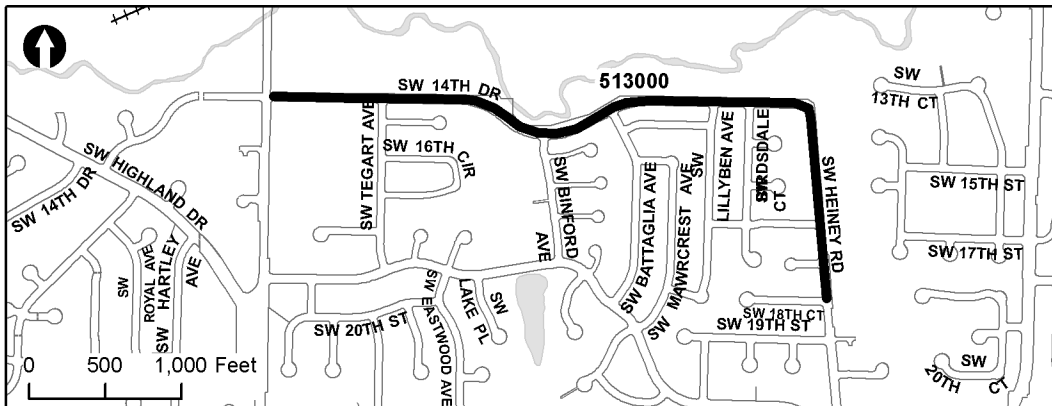 513000
SW 14TH DR
SW
13TH CT
SW TEGART AVE
SW 16TH
CIR
LILLYBEN AVE
SW
BIRDSDALE
SW
CT
SW HIGHLAND DR
SW 14TH DR
SW BINFORD
AVE
SW BATTAGLIA AVE
SW MAWRCREST AVE
SW HEINEY RD
SW 15TH ST
SW 17TH ST
SW
ROYAL AVE
SW HARTLEY
AVE
SW EASTWOOD AVE
SW
LAKE PL
SW 20TH ST
SW 18TH CT
SW 19TH ST
SW
20TH CT
0 500 1,000 Feet